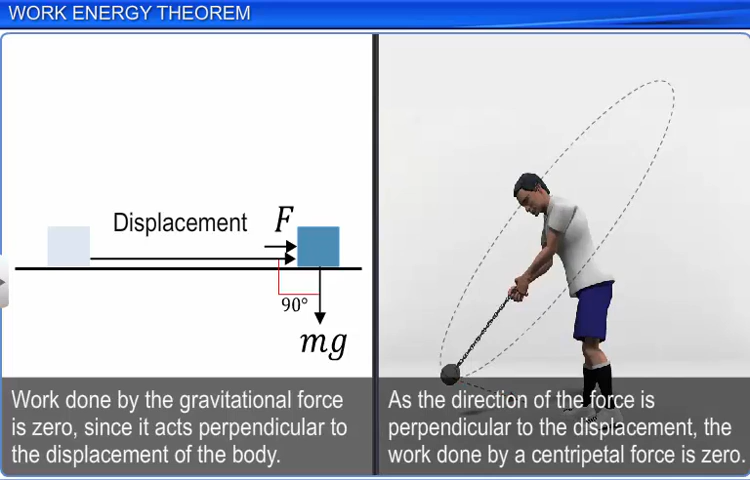 WORK ENERGY THEOREM
Displacement
F
90°
mg
Work done by the gravitational force
is zero, since it acts perpendicular to
the displacement of the body.
As the direction of the force is
perpendicular to the displacement, the
work done by a centripetal force is zero.